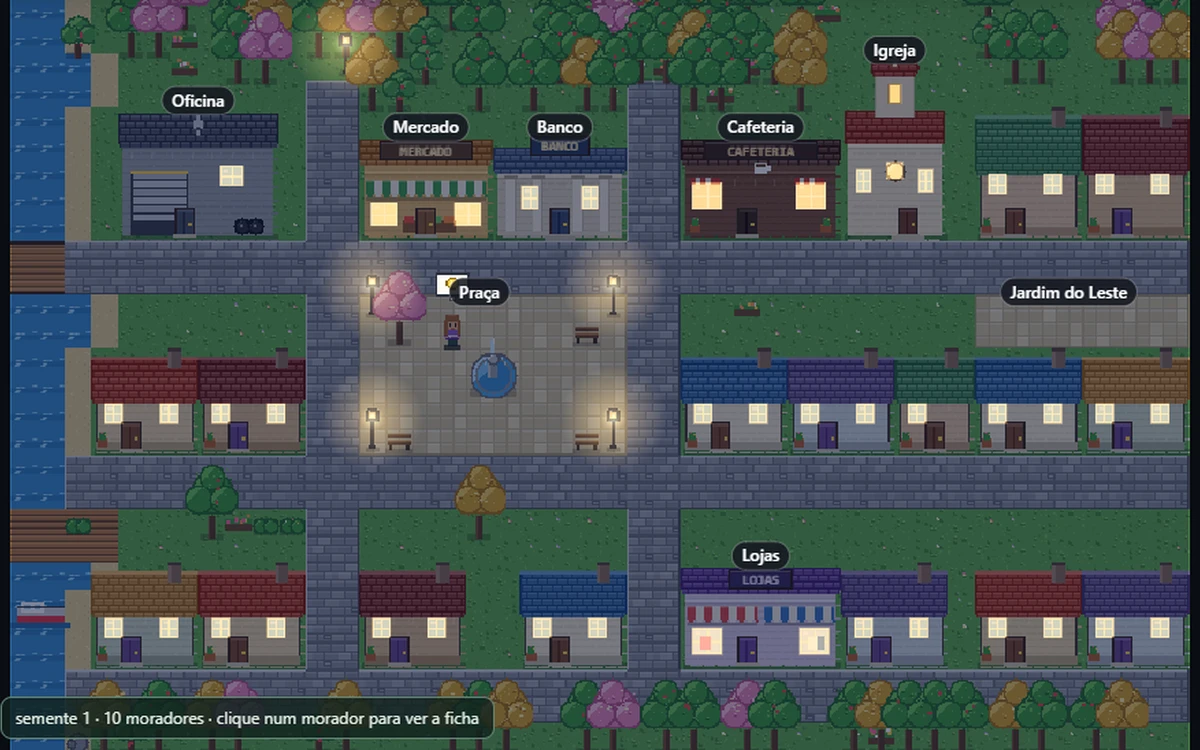 Igreja
Oficina
Mercado
Banco
Cafeteria
MERCADO
BANCO
CAFETERIA
Praça
Jardim do Leste
Lojas
LOJAS
semente 1 · 10 moradores · clique num morador para ver a ficha